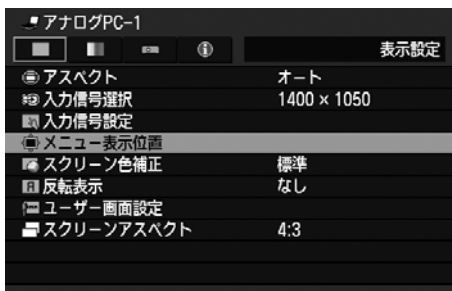 アナログPC-1
表示設定
アスペクト オート
入力信号選択 1400 × 1050
入力信号設定
メニュー表示位置
スクリーン色補正 標準
反転表示 なし
ユーザー画面設定
スクリーンアスペクト 4:3